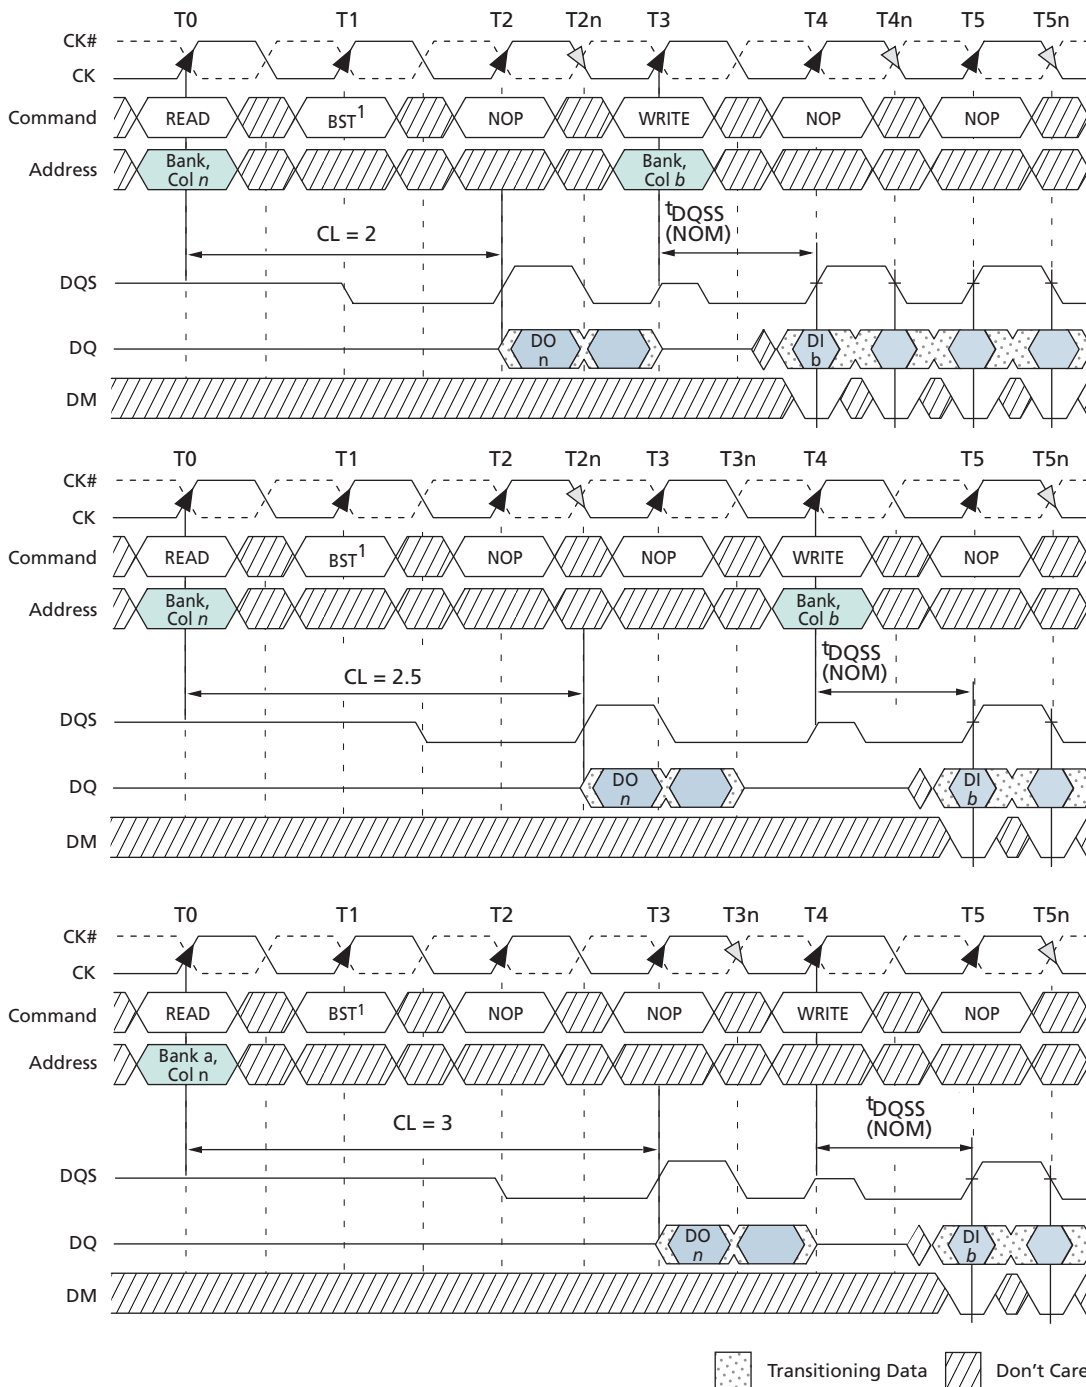 T0 T1 T2 T2n T3 T4 T4n T5 T5n
CK#
CK
Command READ BST1 NOP WRITE NOP NOP
Address Bank, Col n Bank, Col b
CL = 2
tDQSS (NOM)
DQS
DQ DO n DI b
DM
T0 T1 T2 T2n T3 T3n T4 T5 T5n
CK#
CK
Command READ BST1 NOP NOP WRITE NOP
Address Bank, Col n Bank, Col b
CL = 2.5
tDQSS (NOM)
DQS
DQ DO n DI b
DM
T0 T1 T2 T3 T3n T4 T5 T5n
CK#
CK
Command READ BST1 NOP NOP WRITE NOP
Address Bank a, Col n
CL = 3
tDQSS (NOM)
DQS
DQ DO n DI b
DM
Transitioning Data Don't Care